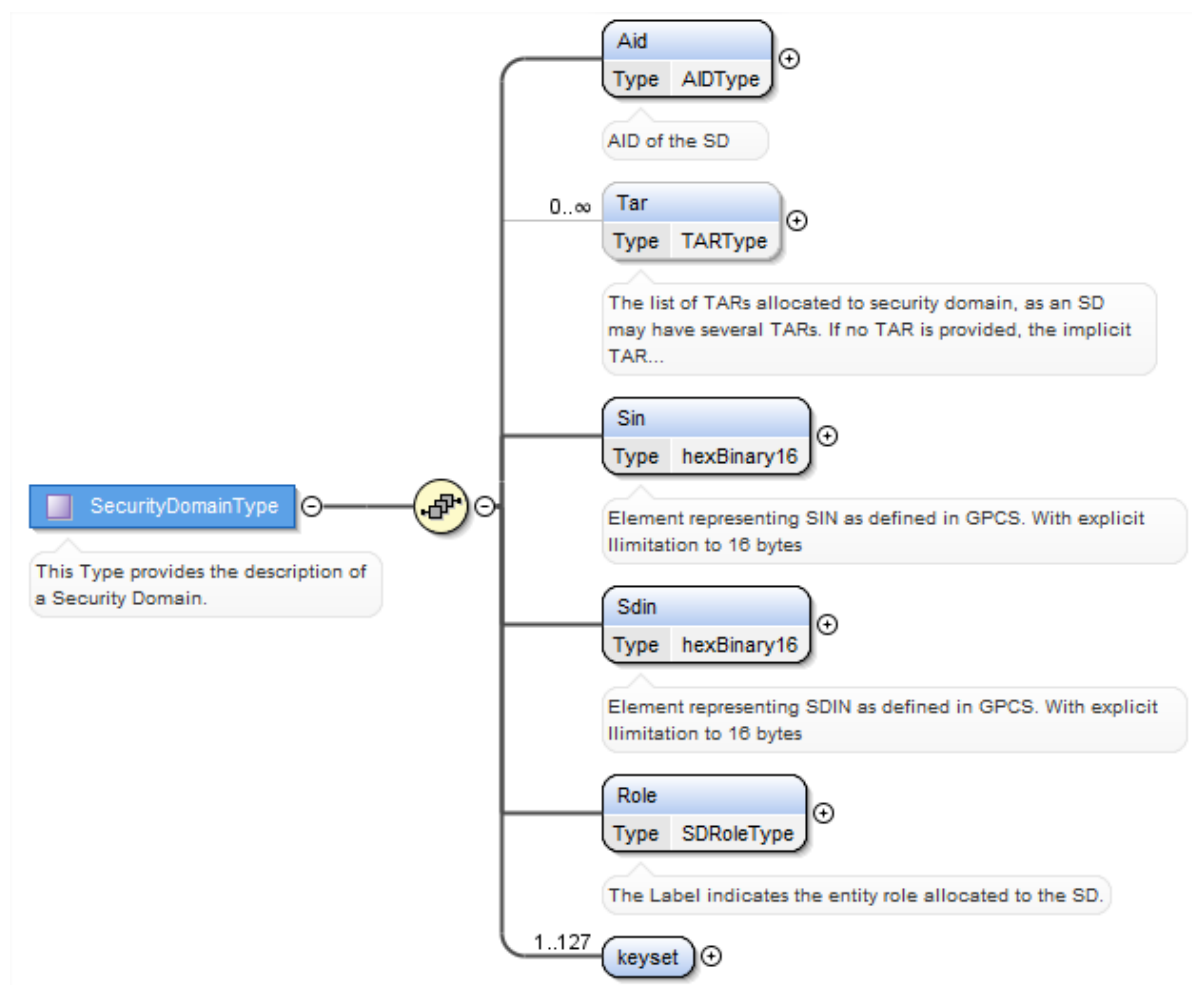 Aid
Type AIDType
AID of the SD
0..∞
Tar
Type TARType
The list of TARs allocated to security domain, as an SD
may have several TARs. If no TAR is provided, the implicit
TAR...
Sin
Type hexBinary16
Element representing SIN as defined in GPCS. With explicit
llimitation to 16 bytes
SecurityDomainType
This Type provides the description of
a Security Domain.
Sdin
Type hexBinary16
Element representing SDIN as defined in GPCS. With explicit
llimitation to 16 bytes
Role
Type SDRoleType
The Label indicates the entity role allocated to the SD.
1..127
keyset